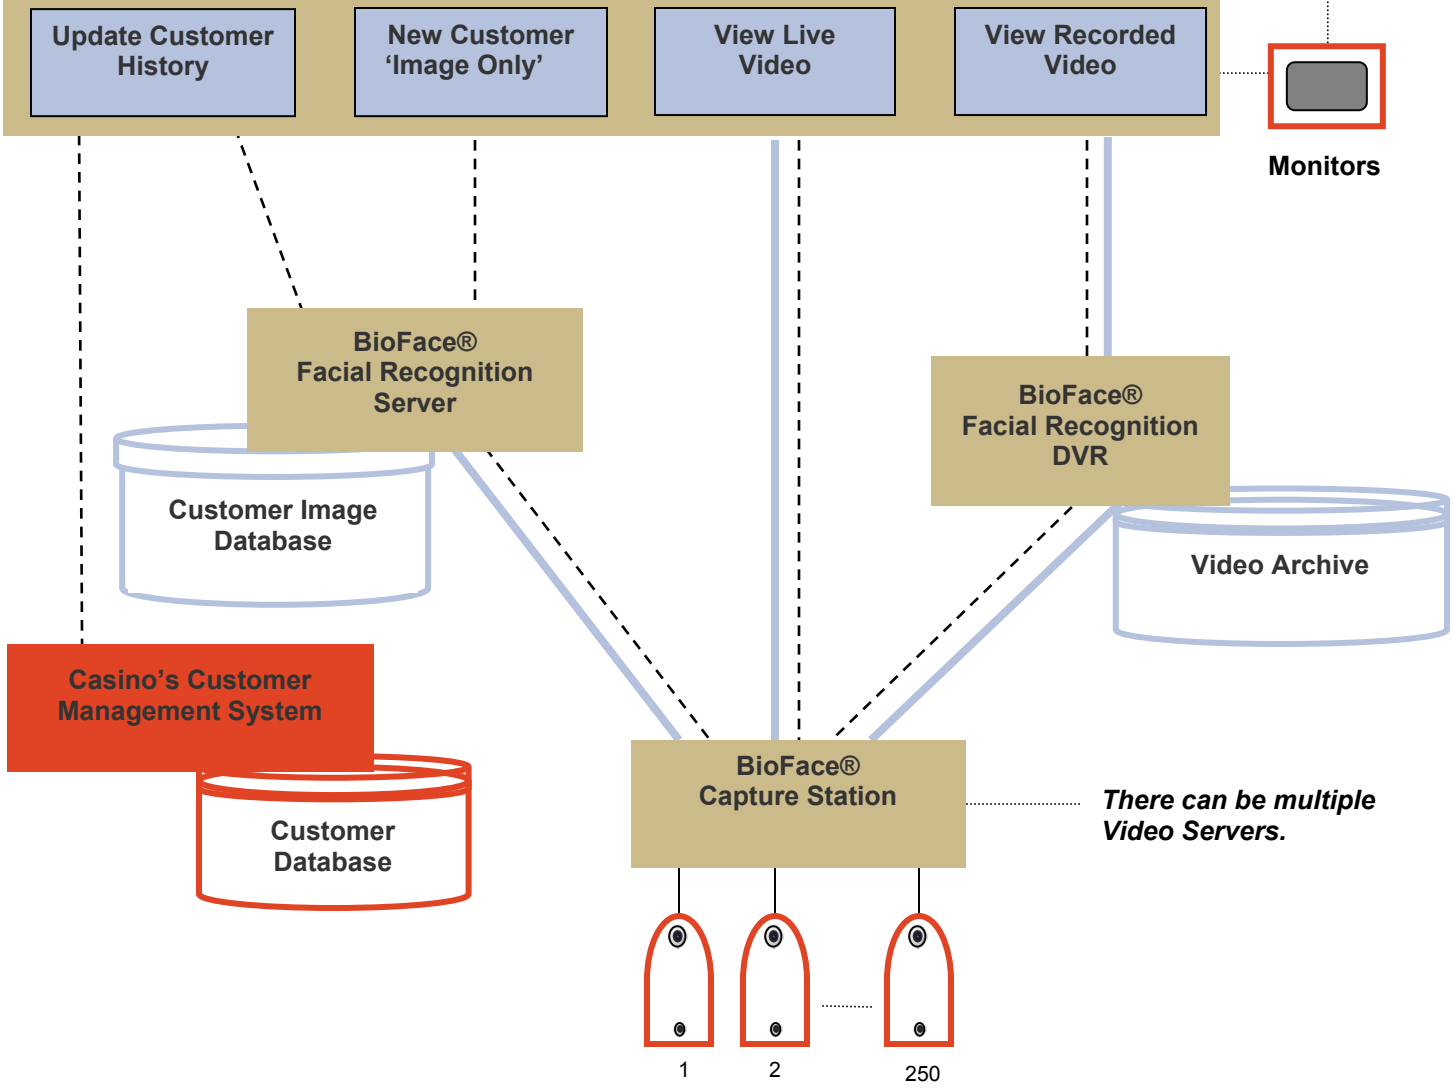 Update Customer
History
New Customer
‘Image Only’
View Live
Video
View Recorded
Video
Monitors
BioFace®
Facial Recognition
Server
BioFace®
Facial Recognition
DVR
Customer Image
Database
Video Archive
Casino’s Customer
Management System
Customer
Database
BioFace®
Capture Station
There can be multiple
Video Servers.
1
2
250